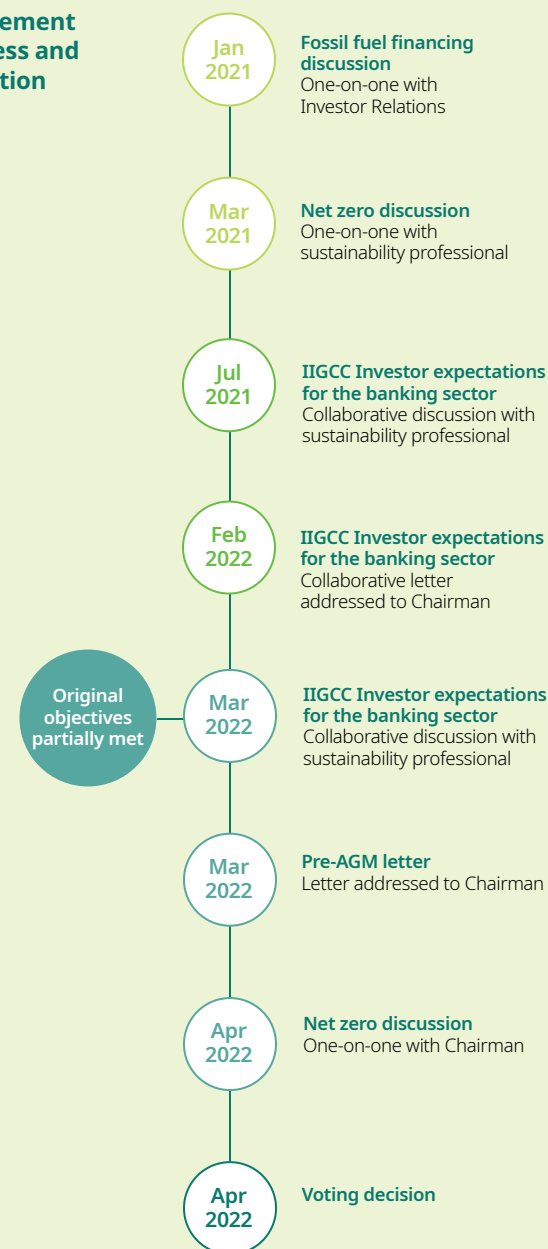 ement
ess and
tion
Jan
2021
Fossil fuel financing
discussion
One-on-one with
Investor Relations
Mar
2021
Net zero discussion
One-on-one with
sustainability professional
Jul
2021
IIGCC Investor expectations
for the banking sector
Collaborative discussion with
sustainability professional
Feb
2022
IIGCC Investor expectations
for the banking sector
Collaborative letter
addressed to Chairman
Original
objectives
partially met
Mar
2022
IIGCC Investor expectations
for the banking sector
Collaborative discussion with
sustainability professional
Mar
2022
Pre-AGM letter
Letter addressed to Chairman
Apr
2022
Net zero discussion
One-on-one with Chairman
Apr
2022
Voting decision